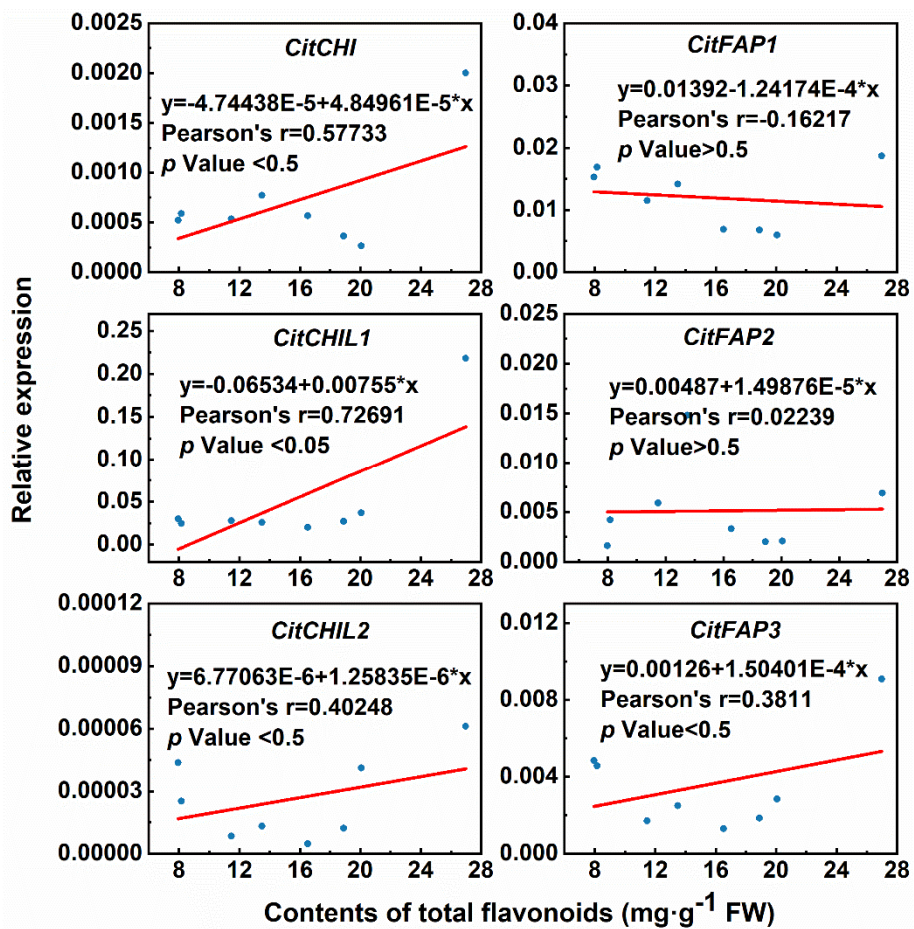 Relative expression
0.0025
0.0020
0.0015
0.0010
0.0005
0.0000
CitCHI
y=-4.74438E-5+4.84961E-5*x
Pearson's r=0.57733
p Value <0.5
8 12 16 20 24 28
0.04
0.03
0.02
0.01
0.00
CitFAP1
y=0.01392-1.24174E-4*x
Pearson's r=-0.16217
p Value>0.5
8 12 16 20 24 28
0.25
0.20
0.15
0.10
0.05
0.00
CitCHIL1
y=-0.06534+0.00755*x
Pearson's r=0.72691
p Value <0.05
8 12 16 20 24 28
0.025
0.020
0.015
0.010
0.005
0.000
CitFAP2
y=0.00487+1.49876E-5*x
Pearson's r=0.02239
p Value>0.5
8 12 16 20 24 28
0.00012
0.00009
0.00006
0.00003
0.00000
CitCHIL2
y=6.77063E-6+1.25835E-6*x
Pearson's r=0.40248
p Value <0.5
8 12 16 20 24 28
0.012
0.008
0.004
0.000
CitFAP3
y=0.00126+1.50401E-4*x
Pearson's r=0.3811
p Value<0.5
8 12 16 20 24 28
Contents of total flavonoids (mg·g⁻¹ FW)